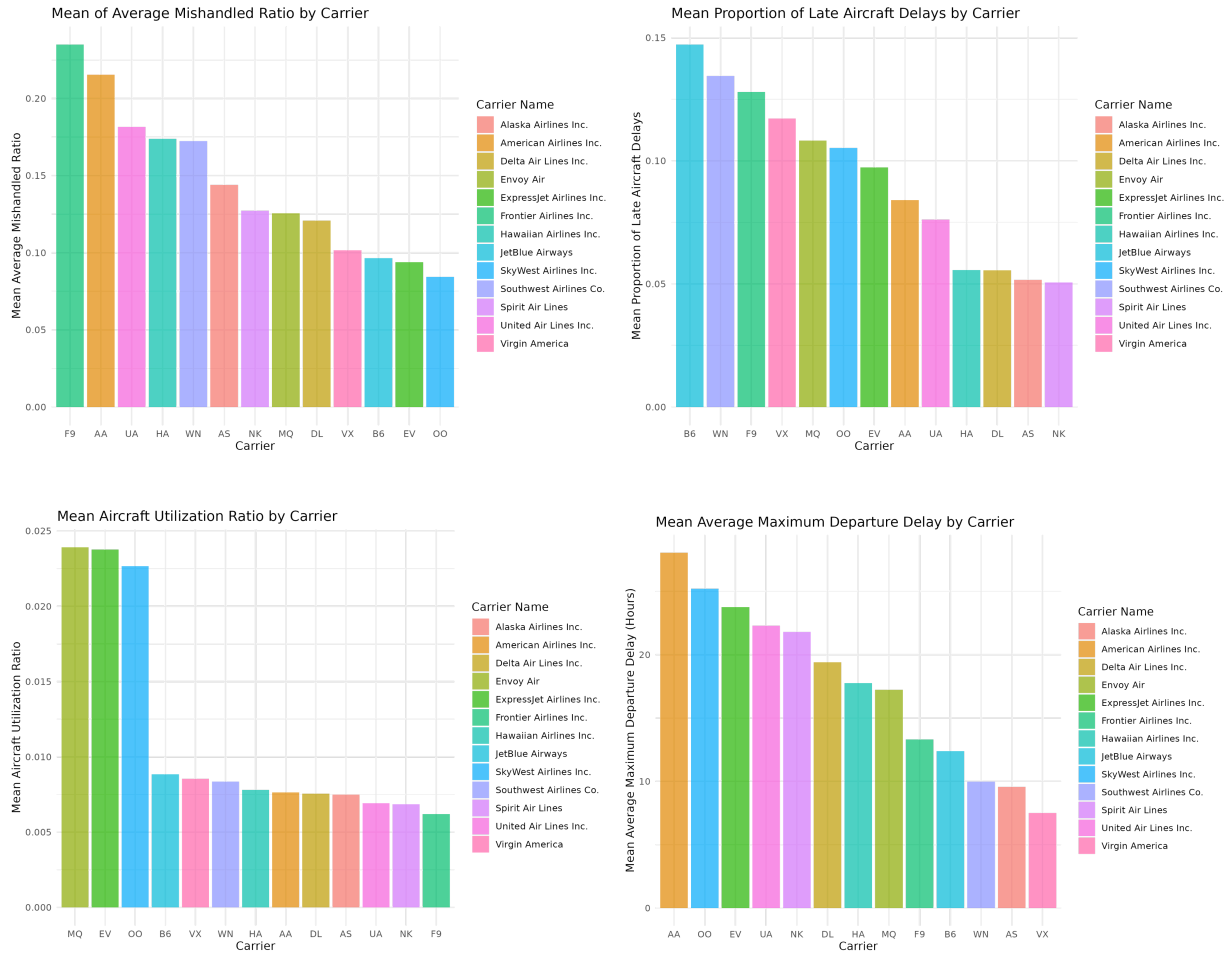 Mean of Average Mishandled Ratio by Carrier
Mean Average Mishandled Ratio
0.20
0.15
0.10
0.05
0.00
F9 AA UA HA WN AS NK MQ DL VX B6 EV OO
Carrier
Carrier Name
Alaska Airlines Inc.
American Airlines Inc.
Delta Air Lines Inc.
Envoy Air
ExpressJet Airlines Inc.
Frontier Airlines Inc.
Hawaiian Airlines Inc.
JetBlue Airways
SkyWest Airlines Inc.
Southwest Airlines Co.
Spirit Air Lines
United Air Lines Inc.
Virgin America
Mean Proportion of Late Aircraft Delays by Carrier
Mean Proportion of Late Aircraft Delays
0.15
0.10
0.05
0.00
B6 WN F9 VX MQ OO EV AA UA HA DL AS NK
Carrier
Carrier Name
Alaska Airlines Inc.
American Airlines Inc.
Delta Air Lines Inc.
Envoy Air
ExpressJet Airlines Inc.
Frontier Airlines Inc.
Hawaiian Airlines Inc.
JetBlue Airways
SkyWest Airlines Inc.
Southwest Airlines Co.
Spirit Air Lines
United Air Lines Inc.
Virgin America
Mean Aircraft Utilization Ratio by Carrier
Mean Aircraft Utilization Ratio
0.025
0.020
0.015
0.010
0.005
0.000
MQ EV OO B6 VX WN HA AA DL AS UA NK F9
Carrier
Carrier Name
Alaska Airlines Inc.
American Airlines Inc.
Delta Air Lines Inc.
Envoy Air
ExpressJet Airlines Inc.
Frontier Airlines Inc.
Hawaiian Airlines Inc.
JetBlue Airways
SkyWest Airlines Inc.
Southwest Airlines Co.
Spirit Air Lines
United Air Lines Inc.
Virgin America
Mean Average Maximum Departure Delay by Carrier
Mean Average Maximum Departure Delay (Hours)
20
10
0
AA OO EV UA NK DL HA MQ F9 B6 WN AS VX
Carrier
Carrier Name
Alaska Airlines Inc.
American Airlines Inc.
Delta Air Lines Inc.
Envoy Air
ExpressJet Airlines Inc.
Frontier Airlines Inc.
Hawaiian Airlines Inc.
JetBlue Airways
SkyWest Airlines Inc.
Southwest Airlines Co.
Spirit Air Lines
United Air Lines Inc.
Virgin America